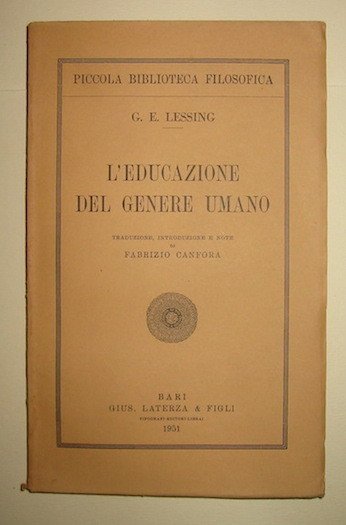 PICCOLA BIBLIOTECA FILOSOFICA
G. E. LESSING
L'EDUCAZIONE
DEL GENERE UMANO
TRADUZIONE, INTRODUZIONE E NOTE
DI
FABRIZIO CANFORA
BARI
GIUS. LATERZA & FIGLI
TIPOGRAFI EDITORI LIBRAI
1951